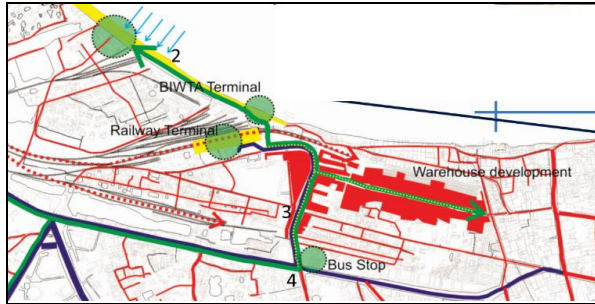 2
BIWTA Terminal
Railway Terminal
Warehouse development
3
4
Bus Stop